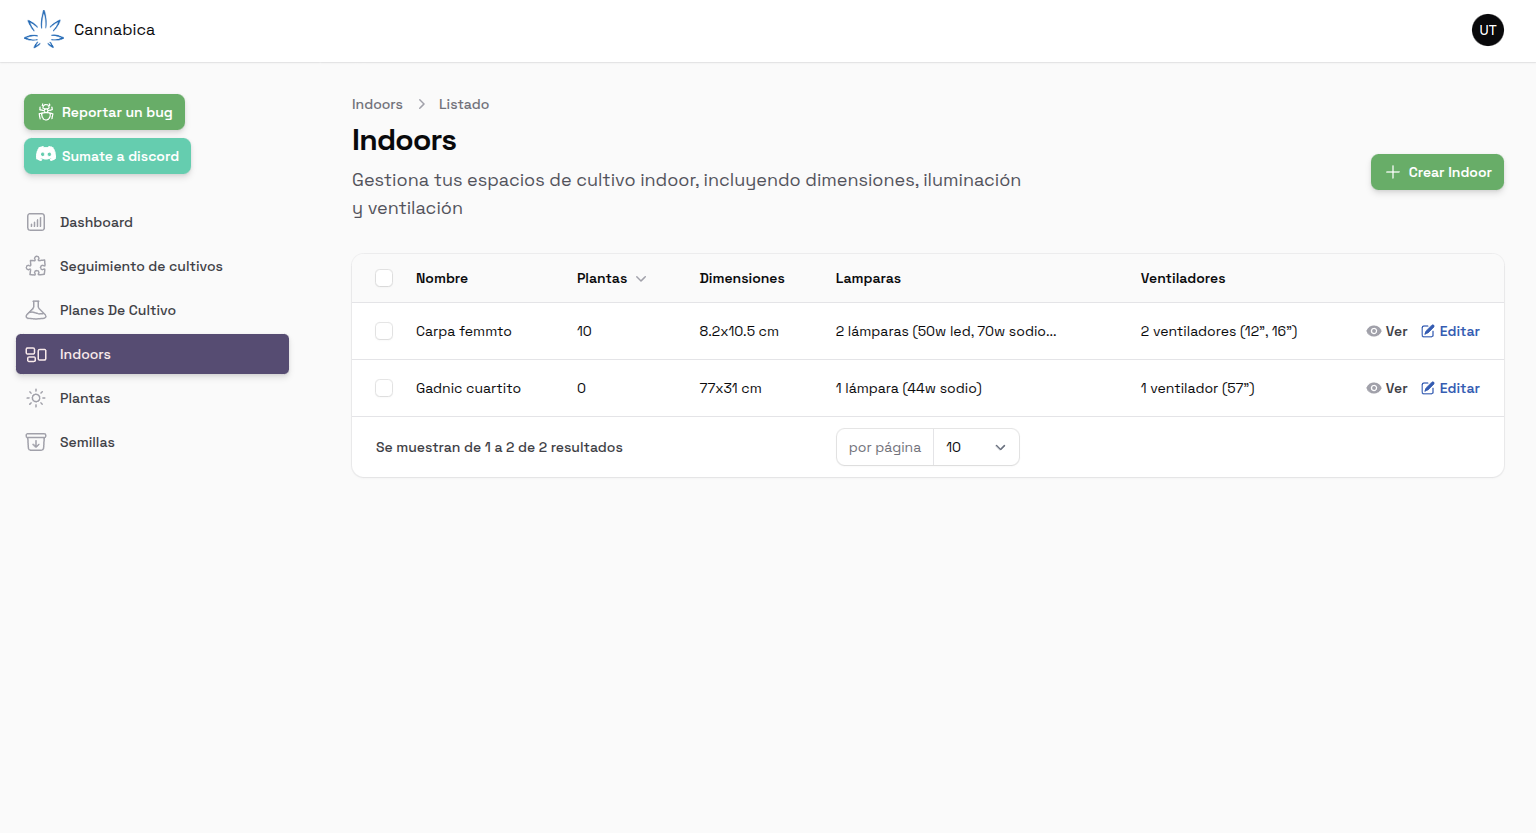 Cannabica
UT
Reportar un bug
Sumate a discord
Dashboard
Seguimiento de cultivos
Planes De Cultivo
Indoors
Plantas
Semillas
Indoors > Listado
Indoors
Gestiona tus espacios de cultivo indoor, incluyendo dimensiones, iluminación
y ventilación
Crear Indoor
Nombre Plantas Dimensiones Lamparas Ventiladores
Carpa femmto 10 8.2x10.5 cm 2 lámparas (50w led, 70w sodio... 2 ventiladores (12", 16") Ver Editar
Gadnic cuartito 0 77x31 cm 1 lámpara (44w sodio) 1 ventilador (57") Ver Editar
Se muestran de 1 a 2 de 2 resultados por página 10